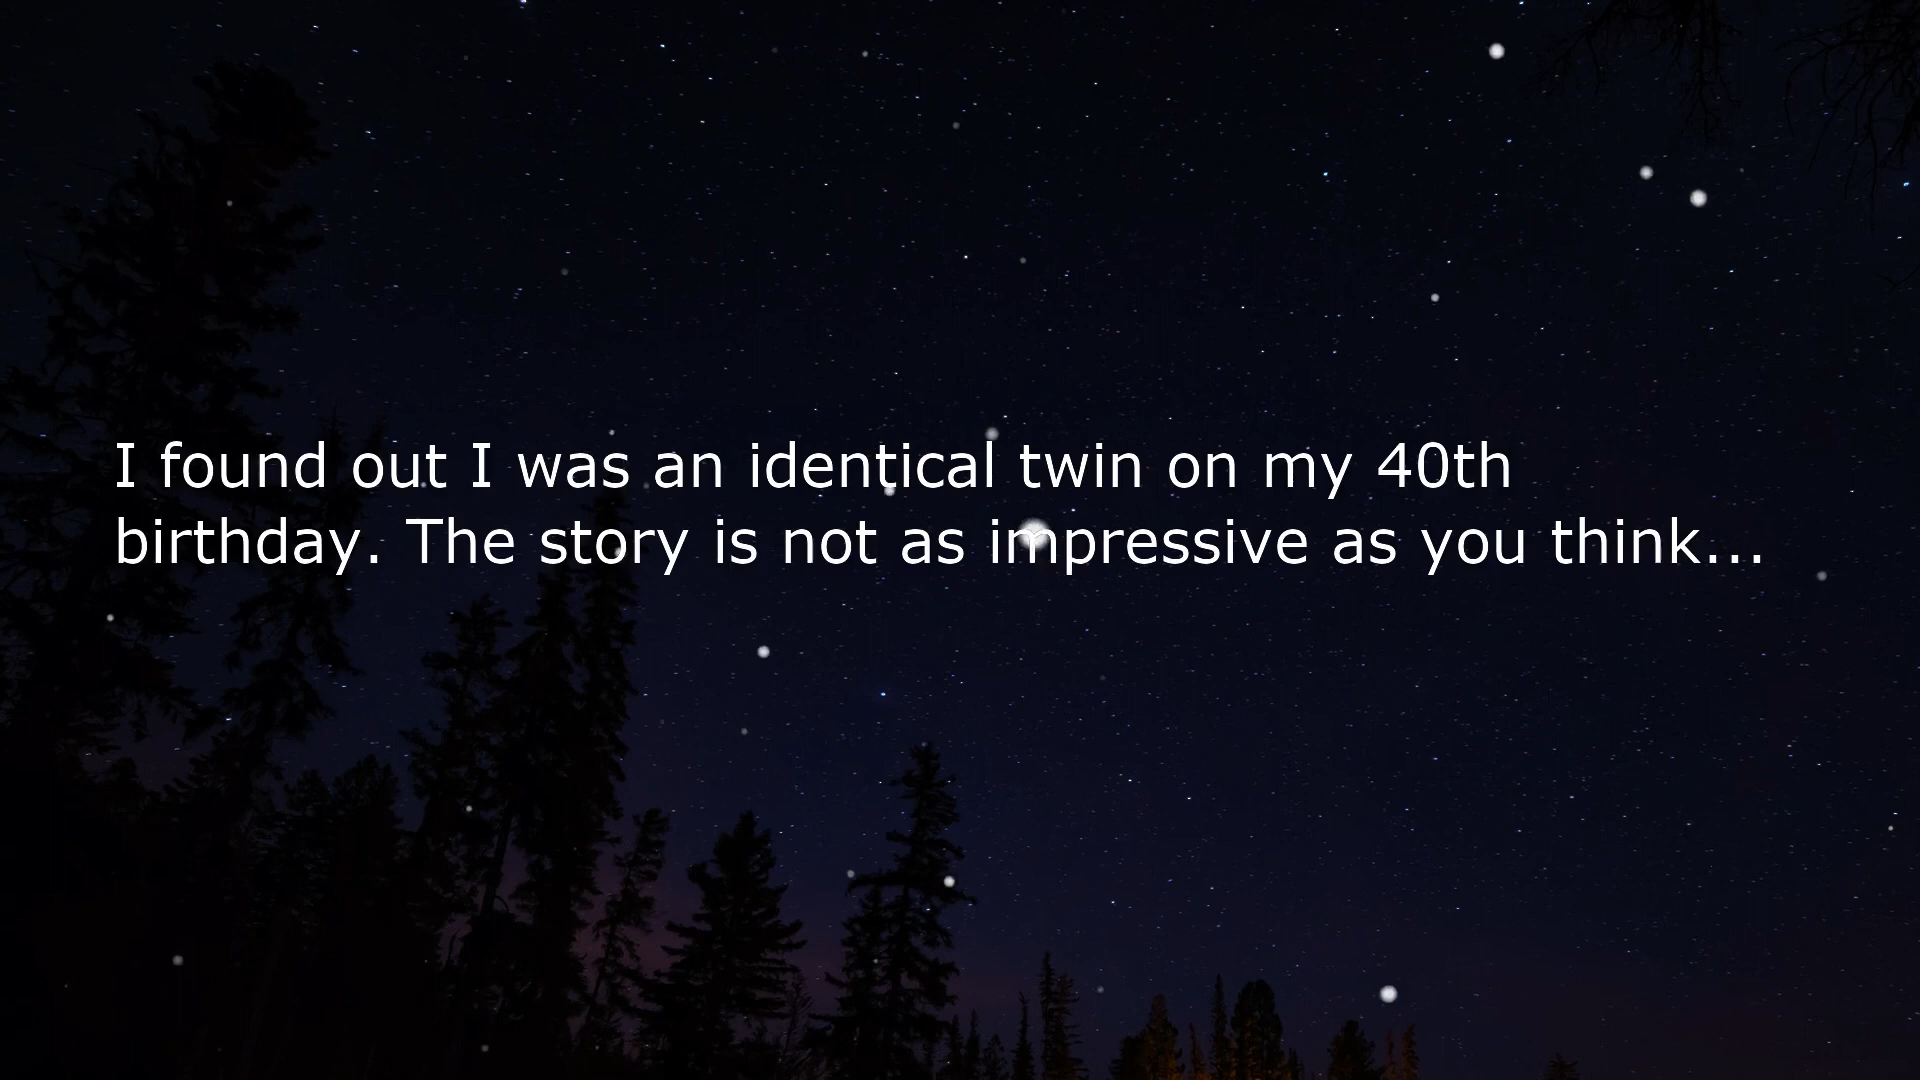 I found out I was an identical twin on my 40th
birthday. The story is not as impressive as you think...